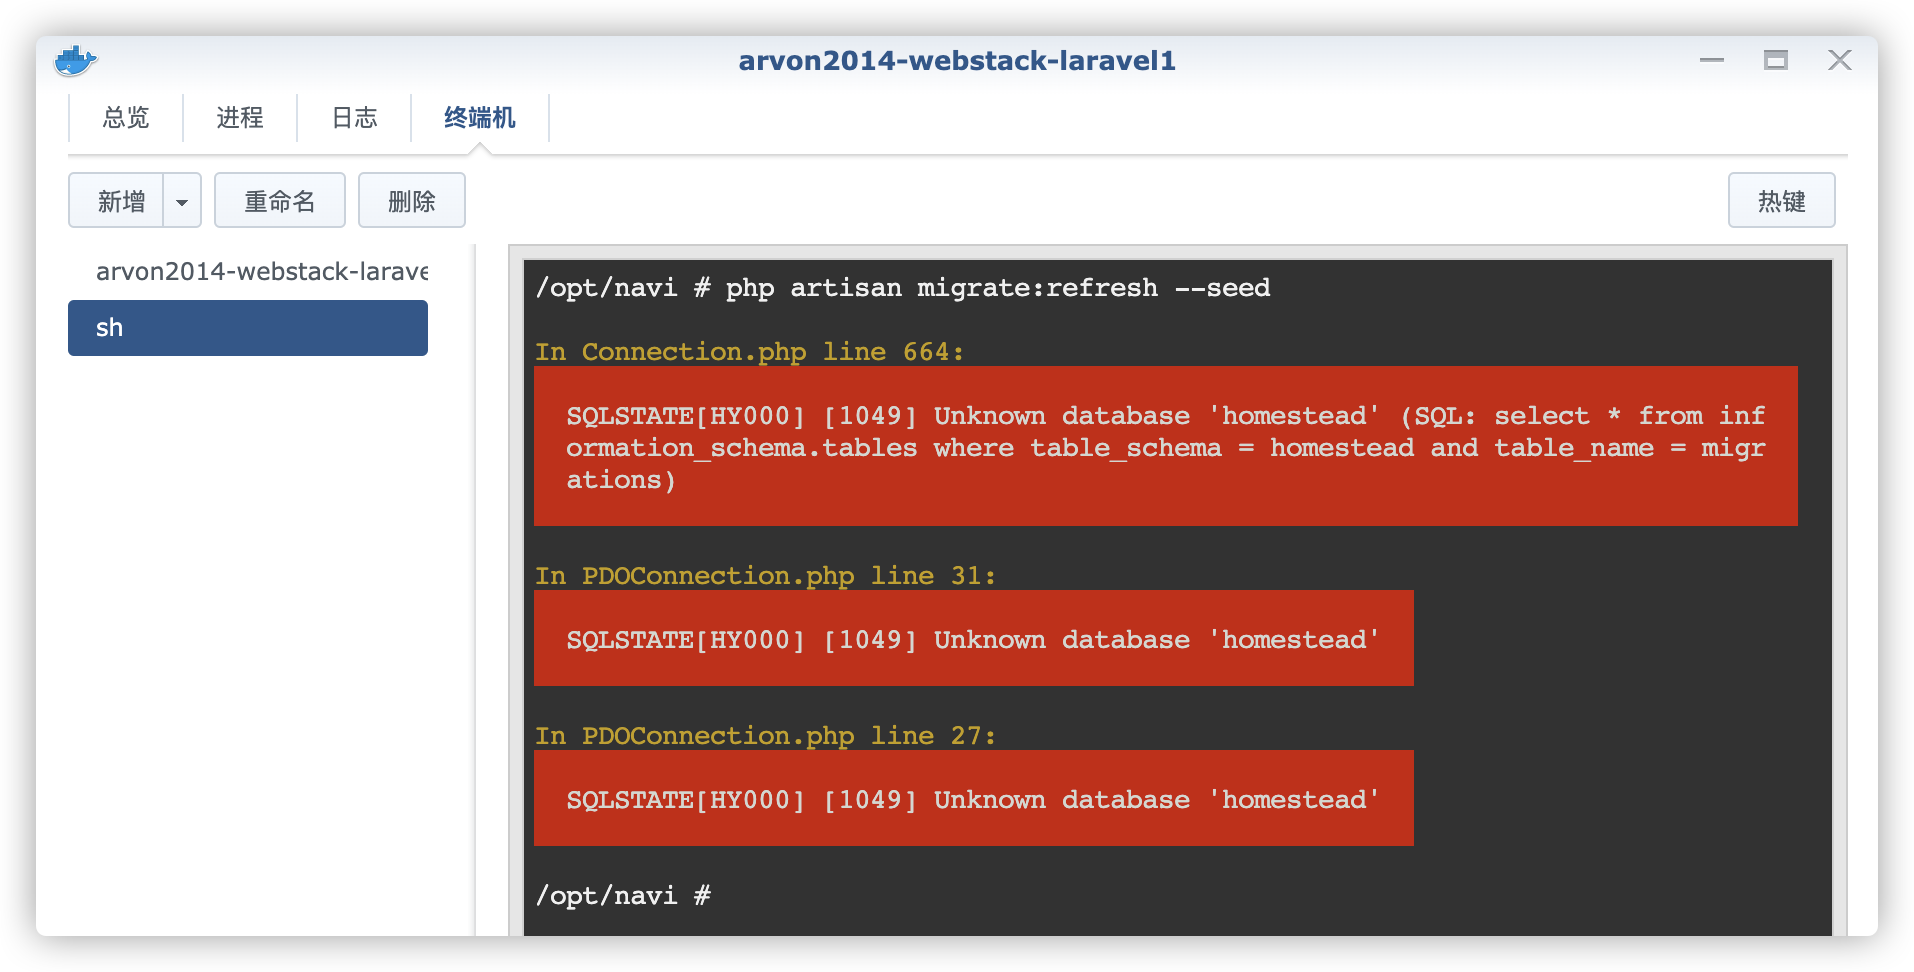 arvon2014-webstack-laravel1
总览
进程
日志
终端机
新增
重命名
删除
热键
arvon2014-webstack-larave
sh
/opt/navi # php artisan migrate:refresh --seed
In Connection.php line 664:
SQLSTATE[HY000] [1049] Unknown database 'homestead' (SQL: select * from inf
ormation_schema.tables where table_schema = homestead and table_name = migr
ations)
In PDOConnection.php line 31:
SQLSTATE[HY000] [1049] Unknown database 'homestead'
In PDOConnection.php line 27:
SQLSTATE[HY000] [1049] Unknown database 'homestead'
/opt/navi #